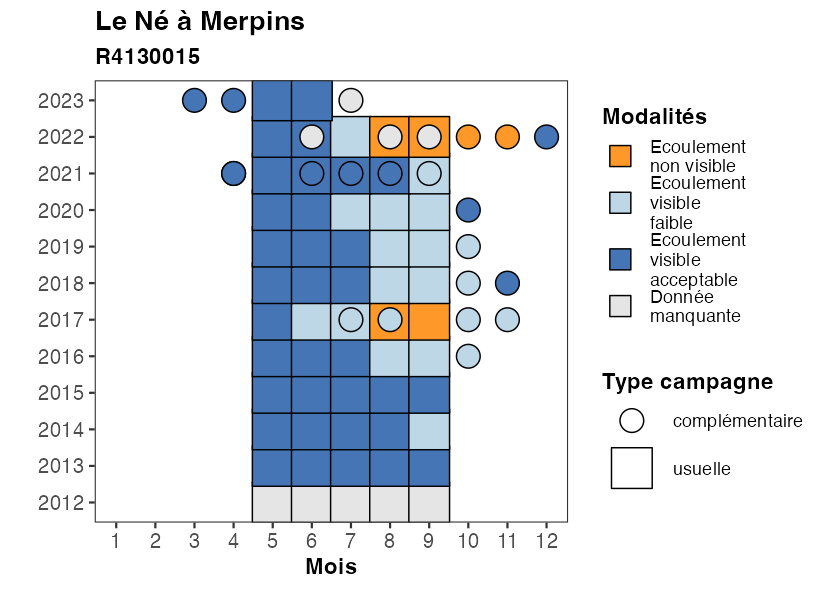 Le Né à Merpins
R4130015
2023
2022
2021
2020
2019
2018
2017
2016
2015
2014
2013
2012
1 2 3 4 5 6 7 8 9 10 11 12
Mois
Modalités
Ecoulement
non visible
Ecoulement
visible
faible
Ecoulement
visible
acceptable
Donnée
manquante
Type campagne
complémentaire
usuelle